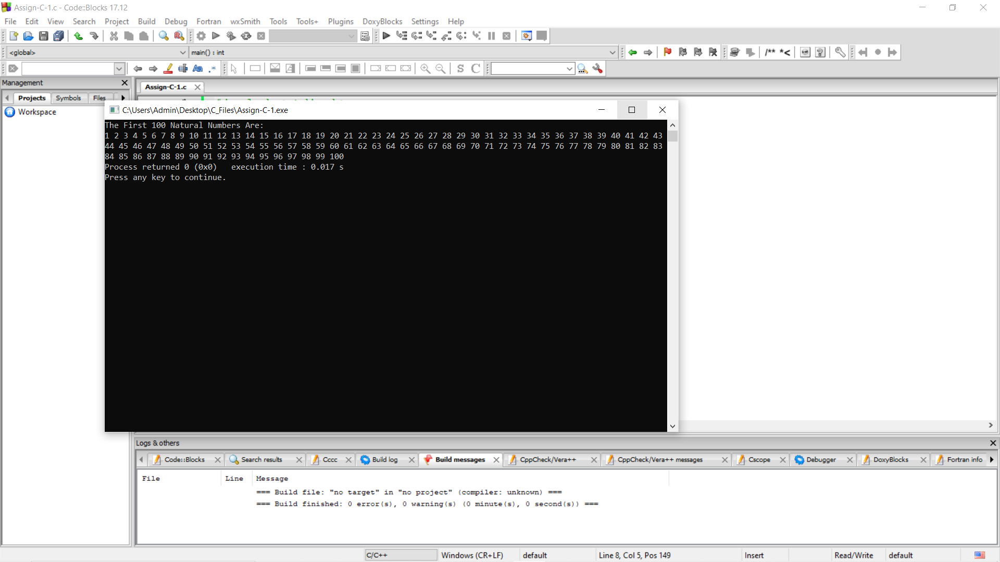 Assign-C-1.c - Code::Blocks 17.12
File Edit View Search Project Build Debug Fortran wxSmith Tools Tools+ Plugins DoxyBlocks Settings Help
<global> main() : int /** *<
Aa .* S C
Management
Assign-C-1.c
Projects Symbols Files
Workspace
C:\Users\Admin\Desktop\C_Files\Assign-C-1.exe
The First 100 Natural Numbers Are:
1 2 3 4 5 6 7 8 9 10 11 12 13 14 15 16 17 18 19 20 21 22 23 24 25 26 27 28 29 30 31 32 33 34 35 36 37 38 39 40 41 42 43
44 45 46 47 48 49 50 51 52 53 54 55 56 57 58 59 60 61 62 63 64 65 66 67 68 69 70 71 72 73 74 75 76 77 78 79 80 81 82 83
84 85 86 87 88 89 90 91 92 93 94 95 96 97 98 99 100
Process returned 0 (0x0)   execution time : 0.017 s
Press any key to continue.
Logs & others
Code::Blocks Search results Cccc Build log Build messages CppCheck/Vera++ CppCheck/Vera++ messages Cscope Debugger DoxyBlocks Fortran info
File Line Message
=== Build file: "no target" in "no project" (compiler: unknown) ===
=== Build finished: 0 error(s), 0 warning(s) (0 minute(s), 0 second(s)) ===
C/C++ Windows (CR+LF) default Line 8, Col 5, Pos 149 Insert Read/Write default